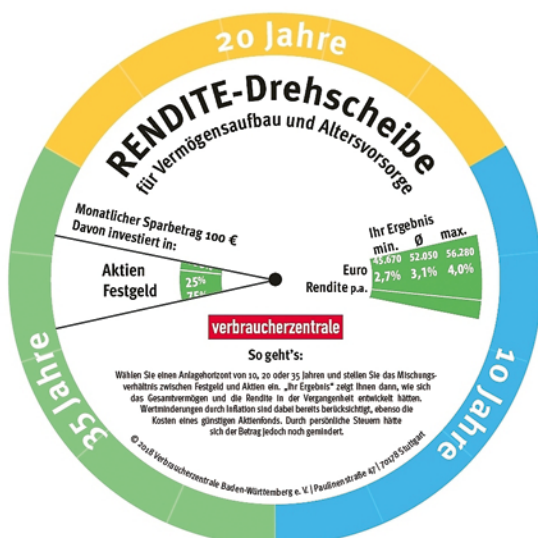 20 Jahre
RENDITE-Drehscheibe
für Vermögensaufbau und Altersvorsorge
Monatlicher Sparbetrag 100 €
Davon investiert in:
Aktien
Festgeld
25%
75%
Ihr Ergebnis
min. Ø max.
Euro 45.670 52.050 56.280
Rendite p.a. 2,7% 3,1% 4,0%
verbraucherzentrale
So geht's:
Wählen Sie einen Anlagehorizont von 10, 20 oder 35 Jahren und stellen Sie das Mischungs-
verhältnis zwischen Festgeld und Aktien ein. „Ihr Ergebnis“ zeigt Ihnen dann, wie sich
das Gesamtvermögen und die Rendite in der Vergangenheit entwickelt hätten.
Wertminderungen durch Inflation sind dabei bereits berücksichtigt, ebenso die
Kosten eines günstigen Aktienfonds. Durch persönliche Steuern hätte
sich der Betrag jedoch noch gemindert.
© 2018 Verbraucherzentrale Baden-Württemberg e. V. | Paulinenstraße 47 | 70178 Stuttgart
35 Jahre
10 Jahre